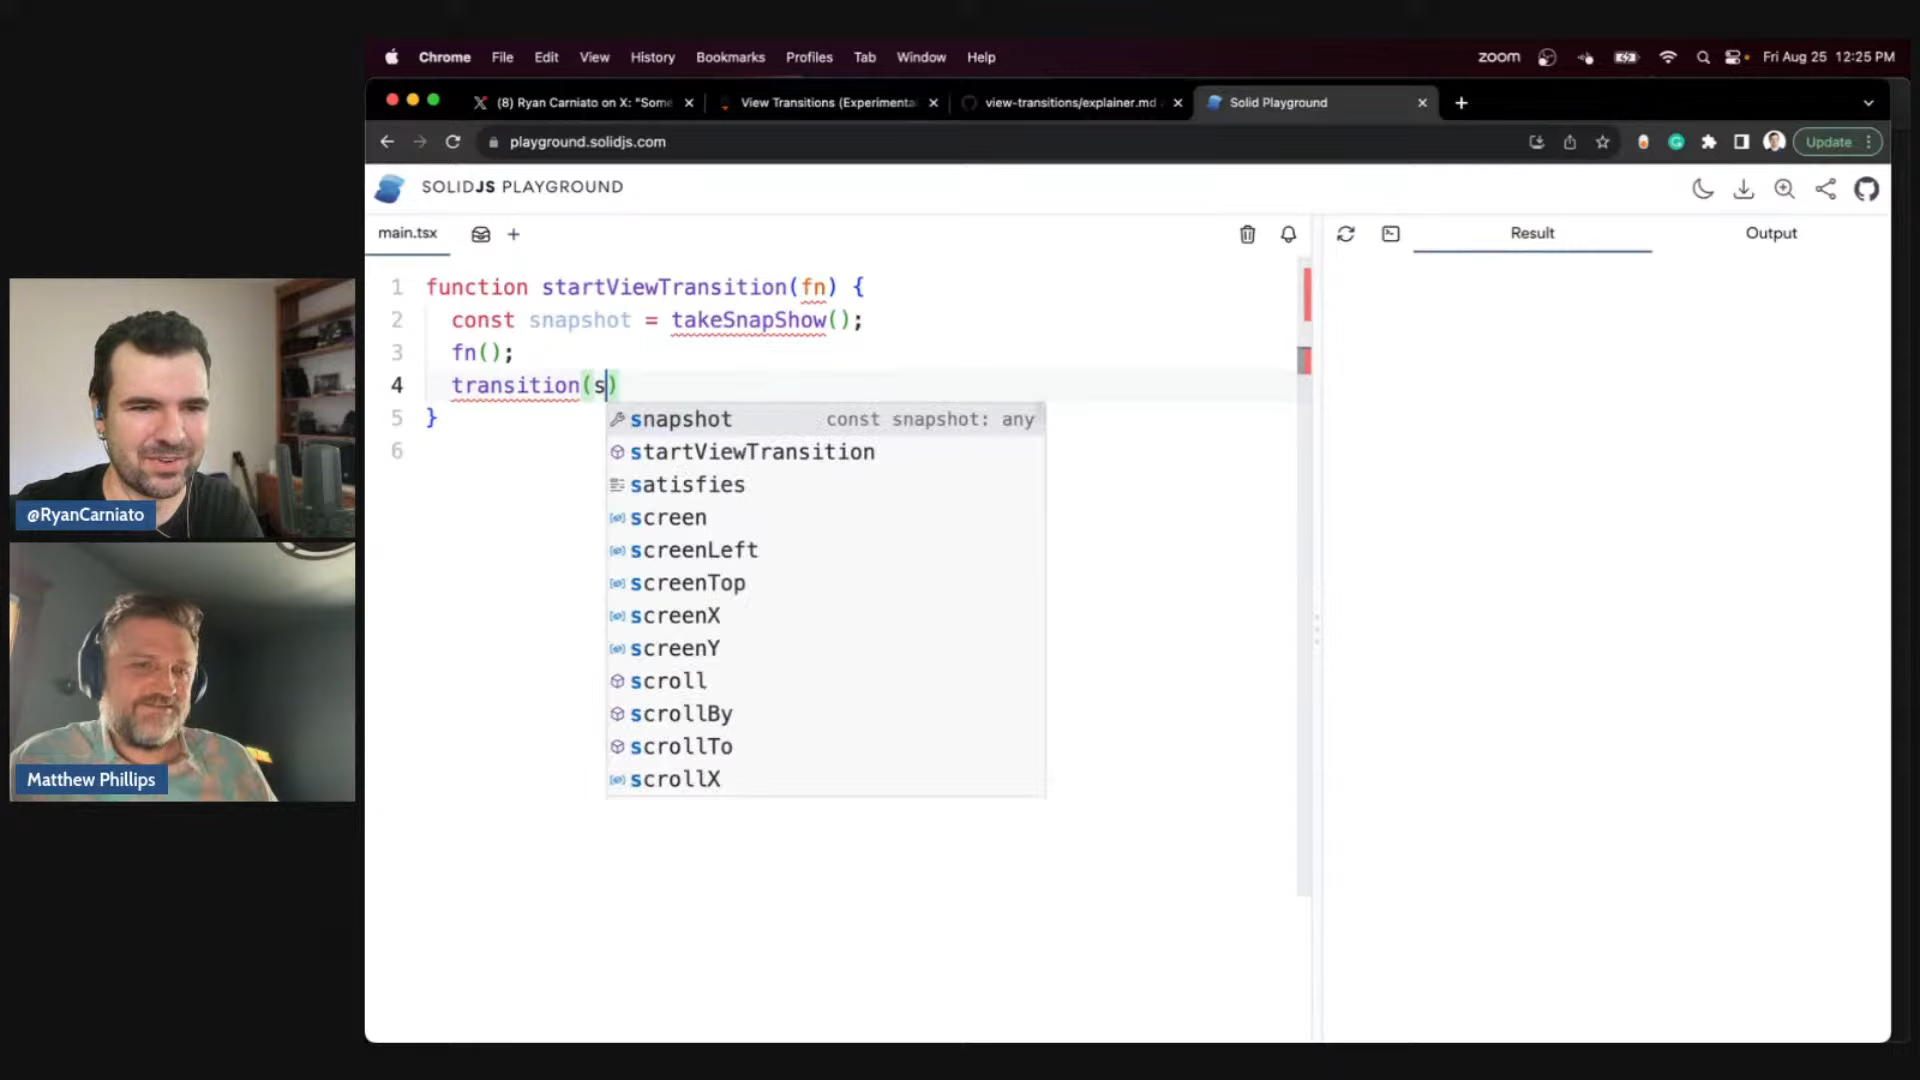 Chrome File Edit View History Bookmarks Profiles Tab Window Help zoom Fri Aug 25 12:25 PM
(8) Ryan Carniato on X: "Some
View Transitions (Experimenta
view-transitions/explainer.md
Solid Playground
playground.solidjs.com
Update
SOLIDJS PLAYGROUND
main.tsx
Result
Output
1 function startViewTransition(fn) {
2 const snapshot = takeSnapShow();
3 fn();
4 transition(s)
5 }
6
snapshot const snapshot: any
startViewTransition
satisfies
screen
screenLeft
screenTop
screenX
screenY
scroll
scrollBy
scrollTo
scrollX
@RyanCarniato
Matthew Phillips